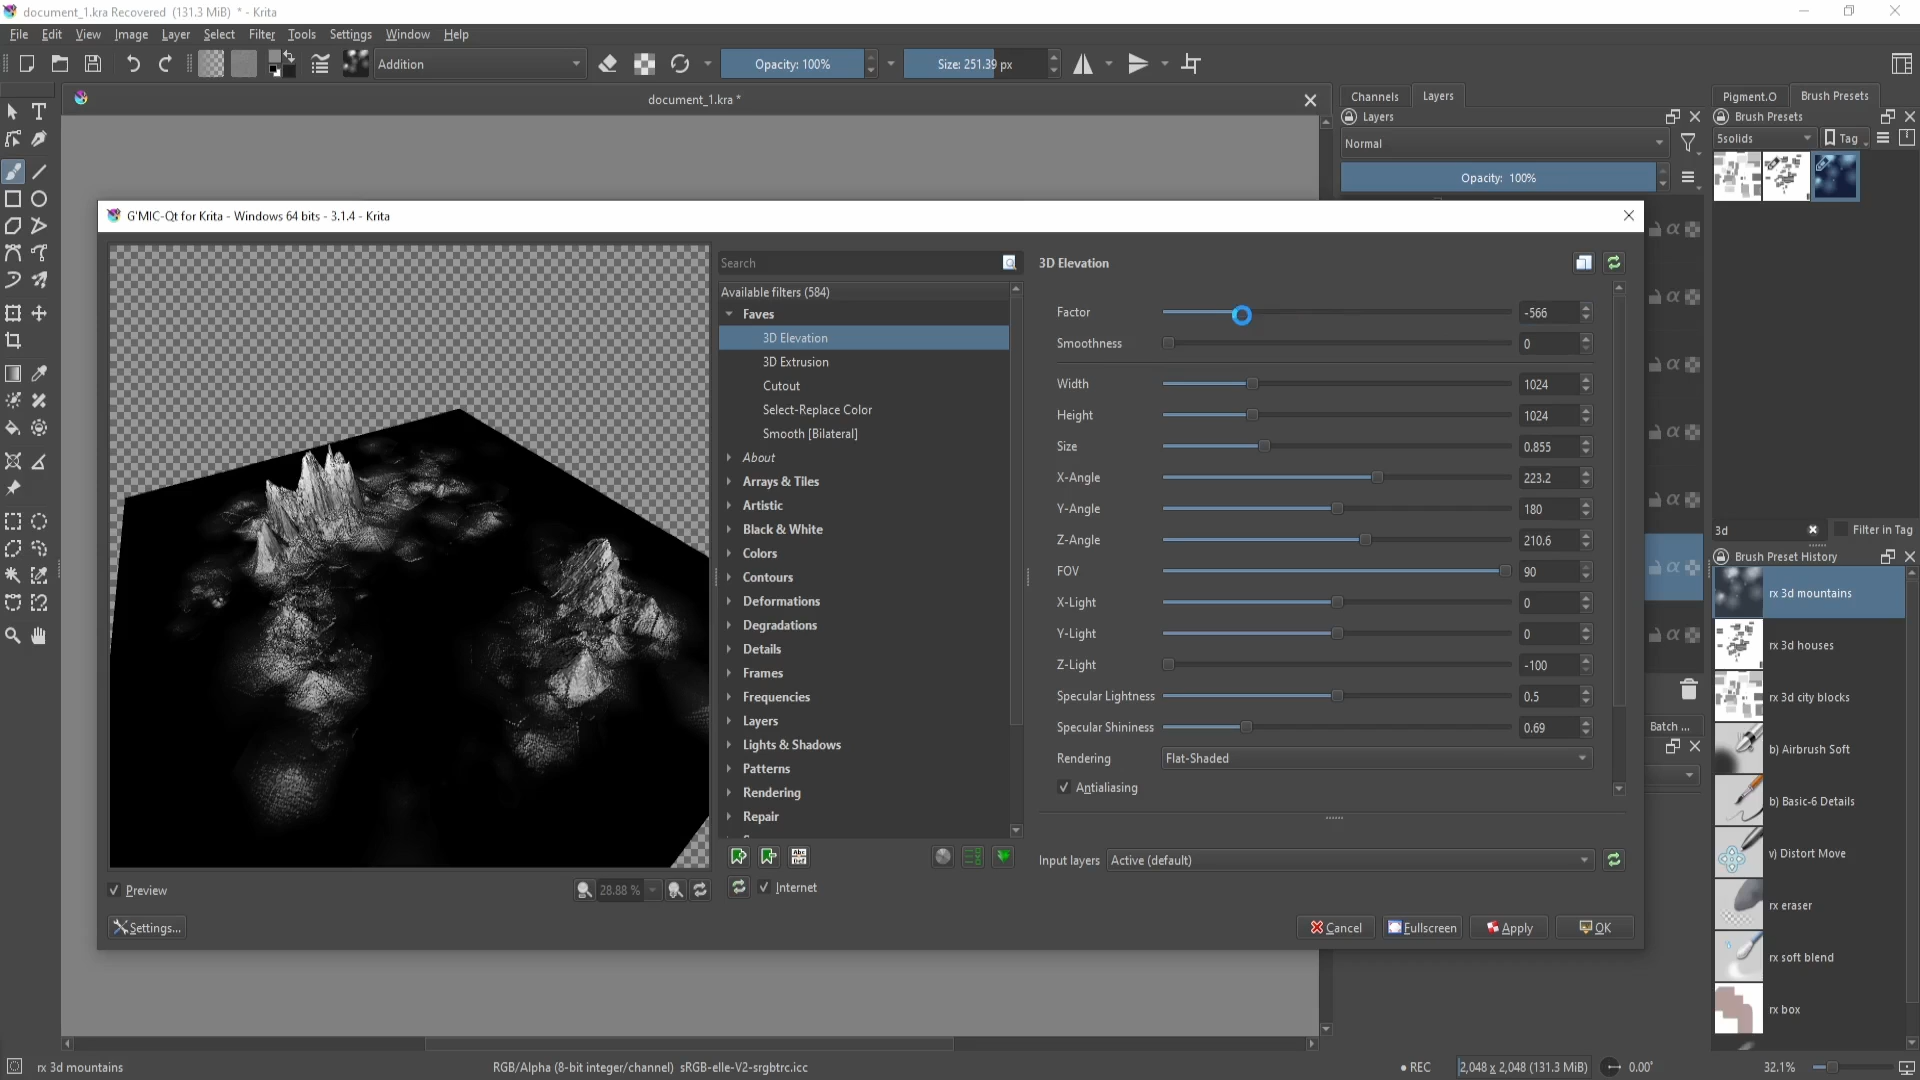 document_1.kra Recovered (131.3 MiB) * - Krita
File Edit View Image Layer Select Filter Tools Settings Window Help
Addition
Opacity: 100%
Size: 251.39 px
document_1.kra *
Channels
Layers
Layers
Normal
Opacity: 100%
Pigment.O
Brush Presets
Brush Presets
5solids
Tag
G'MIC-Qt for Krita - Windows 64 bits - 3.1.4 - Krita
Search
Available filters (584)
Faves
3D Elevation
3D Extrusion
Cutout
Select-Replace Color
Smooth [Bilateral]
About
Arrays & Tiles
Artistic
Black & White
Colors
Contours
Deformations
Degradations
Details
Frames
Frequencies
Layers
Lights & Shadows
Patterns
Rendering
Repair
Internet
3D Elevation
Factor -566
Smoothness 0
Width 1024
Height 1024
Size 0.855
X-Angle 223.2
Y-Angle 180
Z-Angle 210.6
FOV 90
X-Light 0
Y-Light 0
Z-Light -100
Specular Lightness 0.5
Specular Shininess 0.69
Rendering Flat-Shaded
Antialiasing
Input layers Active (default)
Preview
28.88 %
Settings...
Cancel
Fullscreen
Apply
OK
Batch ...
3d
Filter in Tag
Brush Preset History
rx 3d mountains
rx 3d houses
rx 3d city blocks
b) Airbrush Soft
b) Basic-6 Details
v) Distort Move
rx eraser
rx soft blend
rx box
rx 3d mountains
RGB/Alpha (8-bit integer/channel) sRGB-elle-V2-srgbtrc.icc
REC
2,048 x 2,048 (131.3 MiB)
0.00°
32.1%